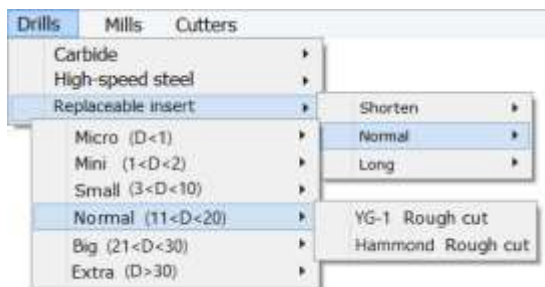 Drills Mills Cutters
Carbide
High-speed steel
Replaceable insert
Shorten
Normal
Long
Micro (D<1)
Mini (1<D<2)
Small (3<D<10)
Normal (11<D<20)
Big (21<D<30)
Extra (D>30)
YG-1 Rough cut
Hammond Rough cut